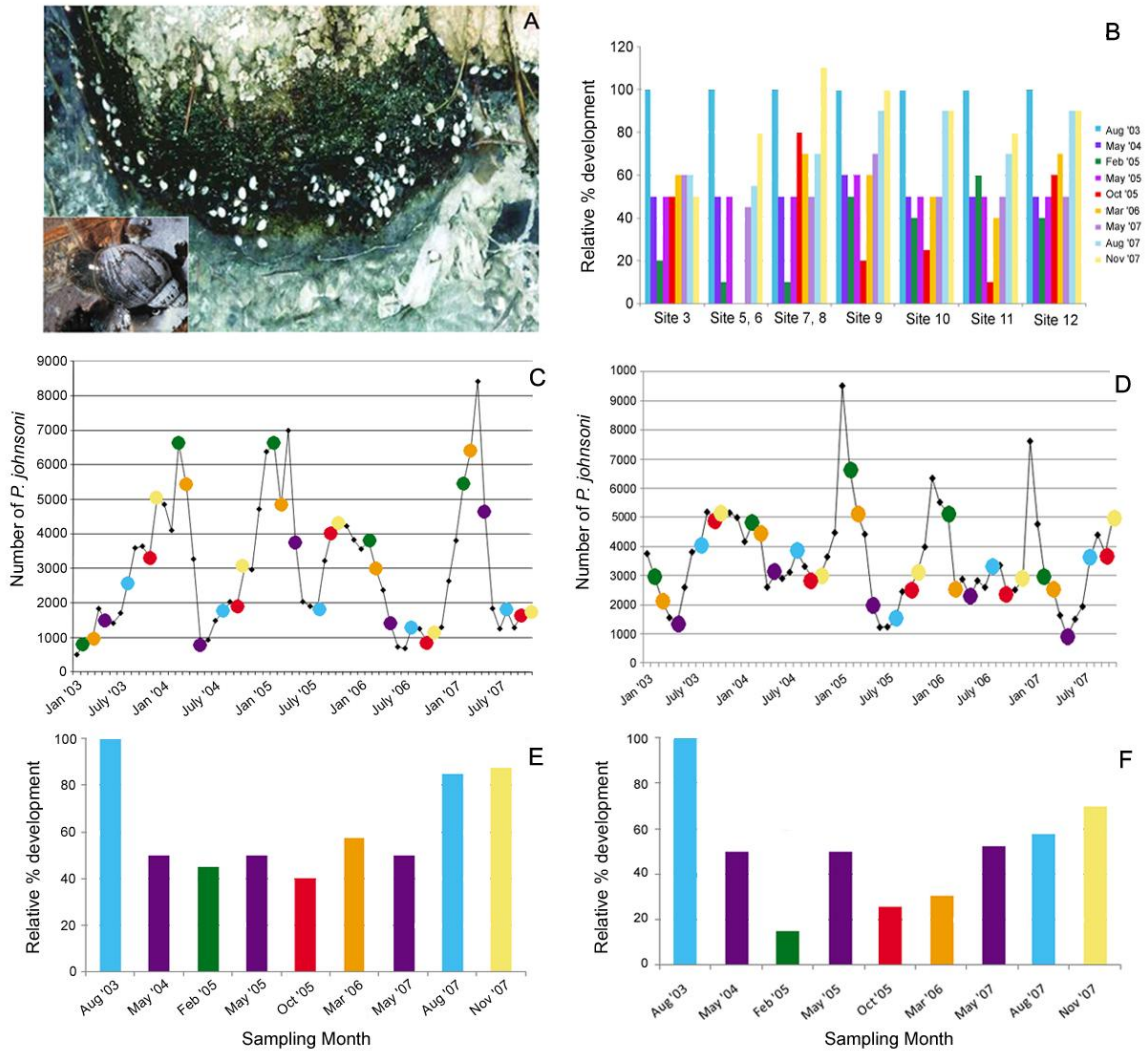 A
B
Relative % development
120
100
80
60
40
20
0
Site 3 Site 5, 6 Site 7, 8 Site 9 Site 10 Site 11 Site 12
Aug '03
May '04
Feb '05
May '05
Oct '05
Mar '06
May '07
Aug '07
Nov '07
C
Number of P. johnsoni
9000
8000
7000
6000
5000
4000
3000
2000
1000
0
Jan '03 July '03 Jan '04 July '04 Jan '05 July '05 Jan '06 July '06 Jan '07 July '07
D
Number of P. johnsoni
1000
9000
8000
7000
6000
5000
4000
3000
2000
1000
0
Jan '03 July '03 Jan '04 July '04 Jan '05 July '05 Jan '06 July '06 Jan '07 July '07
E
Relative % development
100
80
60
40
20
0
Aug '03 May '04 Feb '05 May '05 Oct '05 Mar '06 May '07 Aug '07 Nov '07
Sampling Month
F
Relative % development
100
80
60
40
20
0
Aug '03 May '04 Feb '05 May '05 Oct '05 Mar '06 May '07 Aug '07 Nov '07
Sampling Month